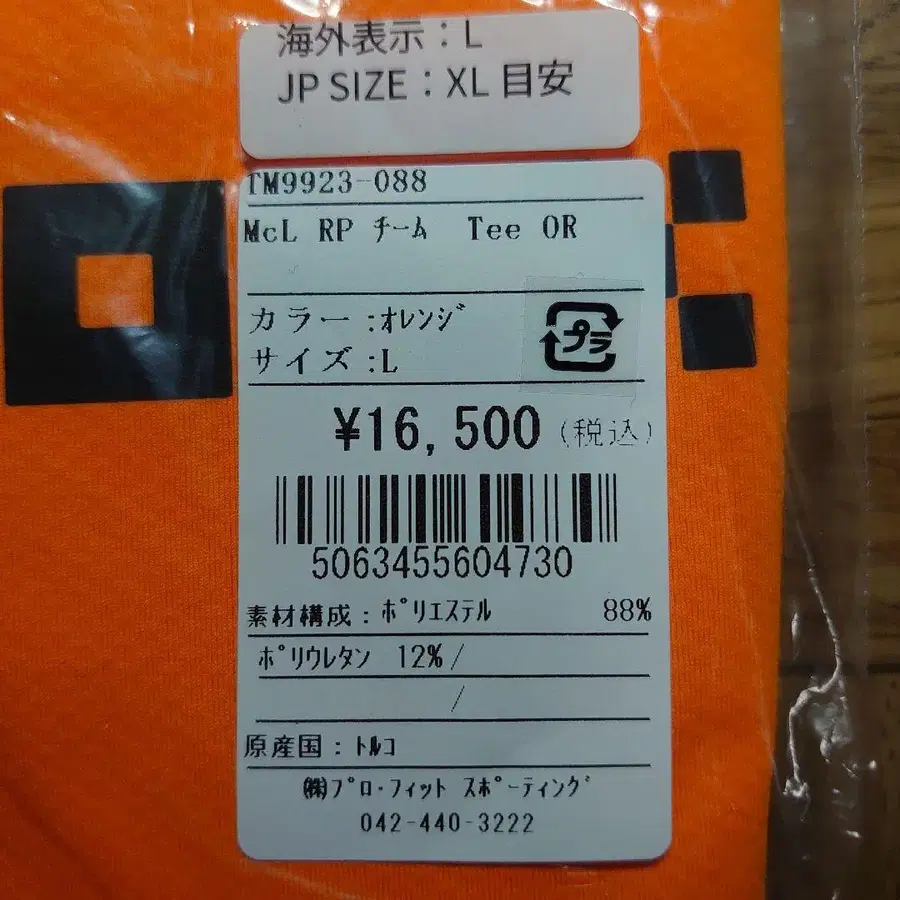 海外表示：L
JP SIZE：XL 目安
TM9923-088
McL RP ﾁｰﾑ Tee OR
カラー:ｵﾚﾝｼﾞ
サイズ:L
プラ
¥16,500 (税込)
5063455604730
素材構成：ﾎﾟﾘｴｽﾃﾙ 88%
ﾎﾟﾘｳﾚﾀﾝ 12%/
/
原産国：ﾄﾙｺ
㈱ﾌﾟﾛ･ﾌｨｯﾄ ｽﾎﾟｰﾃｨﾝｸﾞ
042-440-3222